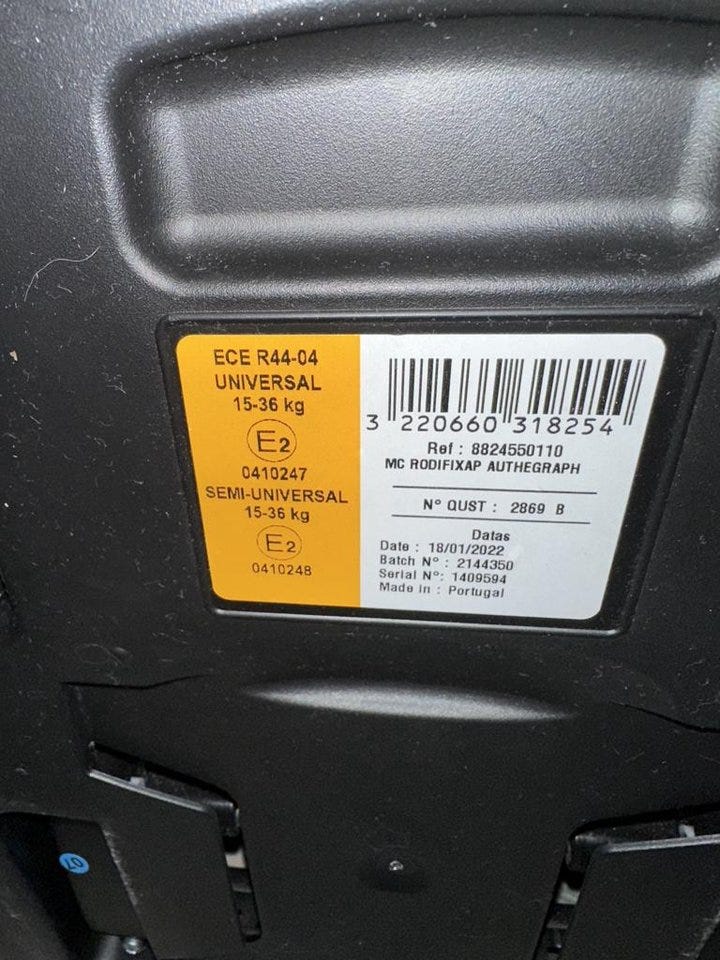 ECE R44-04
UNIVERSAL
15-36 kg
E2
0410247
SEMI-UNIVERSAL
15-36 kg
E2
0410248
3 220660 318254
Ref : 8824550110
MC RODIFIXAP AUTHEGRAPH
N° QUST : 2869 B
Datas
Date : 18/01/2022
Batch N° : 2144350
Serial N°: 1409594
Made in : Portugal
07